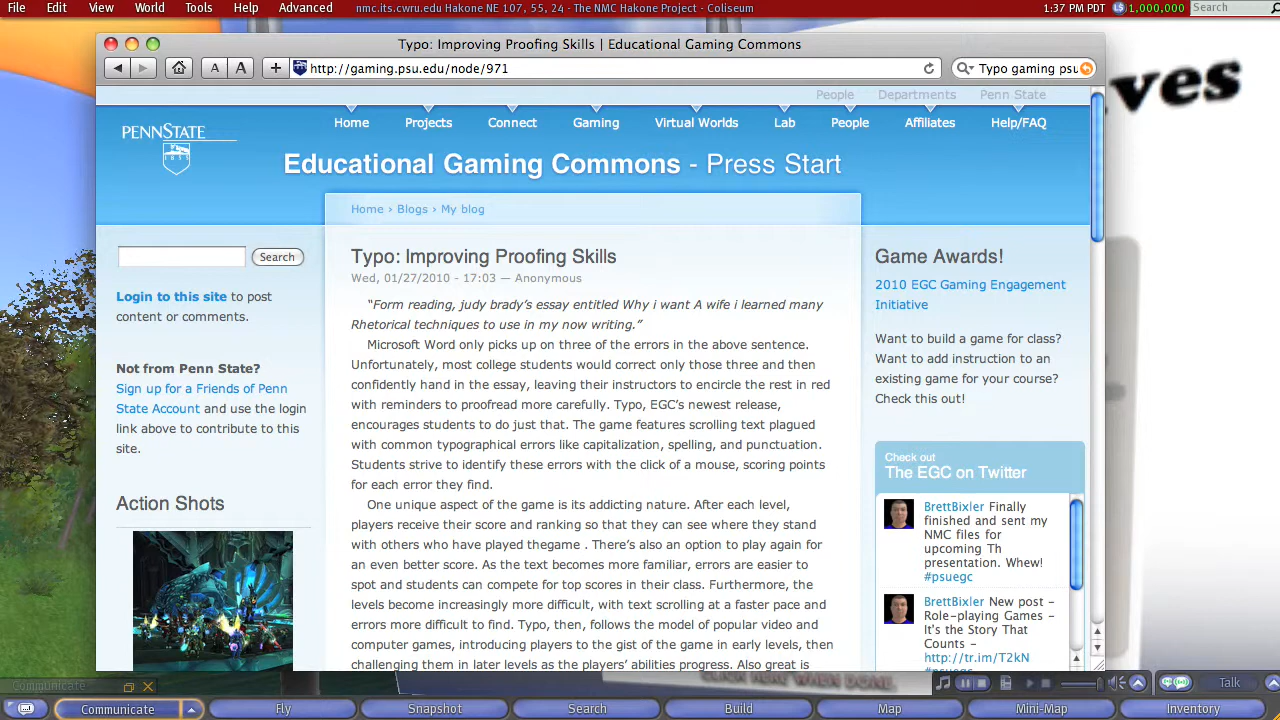 File Edit View World Tools Help Advanced nmc.its.cwru.edu Hakone NE 107, 55, 24 - The NMC Hakone Project - Coliseum 1:37 PM PDT L$ 1,000,000 Search
Typo: Improving Proofing Skills | Educational Gaming Commons
A A + http://gaming.psu.edu/node/971 Typo gaming psu
ves
People Departments Penn State
PENNSTATE
1855
Home Projects Connect Gaming Virtual Worlds Lab People Affiliates Help/FAQ
Educational Gaming Commons - Press Start
Home › Blogs › My blog
Search
Login to this site to post
content or comments.
Not from Penn State?
Sign up for a Friends of Penn
State Account and use the login
link above to contribute to this
site.
Action Shots
Typo: Improving Proofing Skills
Wed, 01/27/2010 - 17:03 — Anonymous
“Form reading, judy brady’s essay entitled Why i want A wife i learned many
Rhetorical techniques to use in my now writing.”
Microsoft Word only picks up on three of the errors in the above sentence.
Unfortunately, most college students would correct only those three and then
confidently hand in the essay, leaving their instructors to encircle the rest in red
with reminders to proofread more carefully. Typo, EGC’s newest release,
encourages students to do just that. The game features scrolling text plagued
with common typographical errors like capitalization, spelling, and punctuation.
Students strive to identify these errors with the click of a mouse, scoring points
for each error they find.
One unique aspect of the game is its addicting nature. After each level,
players receive their score and ranking so that they can see where they stand
with others who have played thegame . There’s also an option to play again for
an even better score. As the text becomes more familiar, errors are easier to
spot and students can compete for top scores in their class. Furthermore, the
levels become increasingly more difficult, with text scrolling at a faster pace and
errors more difficult to find. Typo, then, follows the model of popular video and
computer games, introducing players to the gist of the game in early levels, then
challenging them in later levels as the players’ abilities progress. Also great is
Game Awards!
2010 EGC Gaming Engagement
Initiative
Want to build a game for class?
Want to add instruction to an
existing game for your course?
Check this out!
Check out
The EGC on Twitter
BrettBixler Finally
finished and sent my
NMC files for
upcoming Th
presentation. Whew!
#psuegc
BrettBixler New post -
Role-playing Games -
It's the Story That
Counts -
http://tr.im/T2kN
#psuegc
CLICK HERE WHEN DONE.
Communicate Talk
Communicate Fly Snapshot Search Build Map Mini-Map Inventory